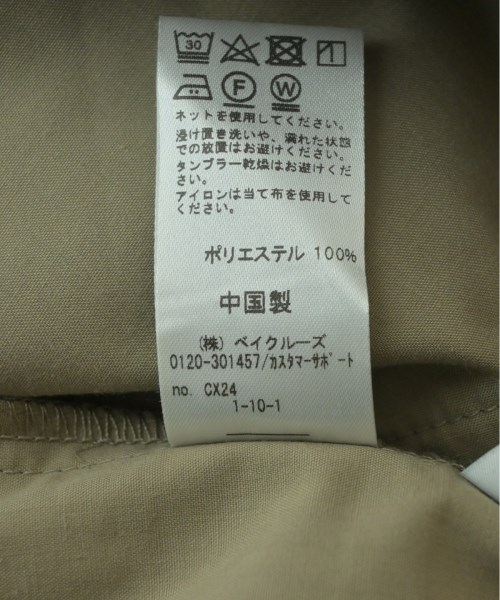 30
F W
ネットを使用してください。
浸け置き洗いや、濡れた状態
での放置はお避けください。
タンブラー乾燥はお避けくだ
さい。
アイロンは当て布を使用して
ください。
ポリエステル 100%
中国製
(株) ベイクルーズ
0120-301457/ｶｽﾀﾏｰｻﾎﾟｰﾄ
no. CX24
1-10-1